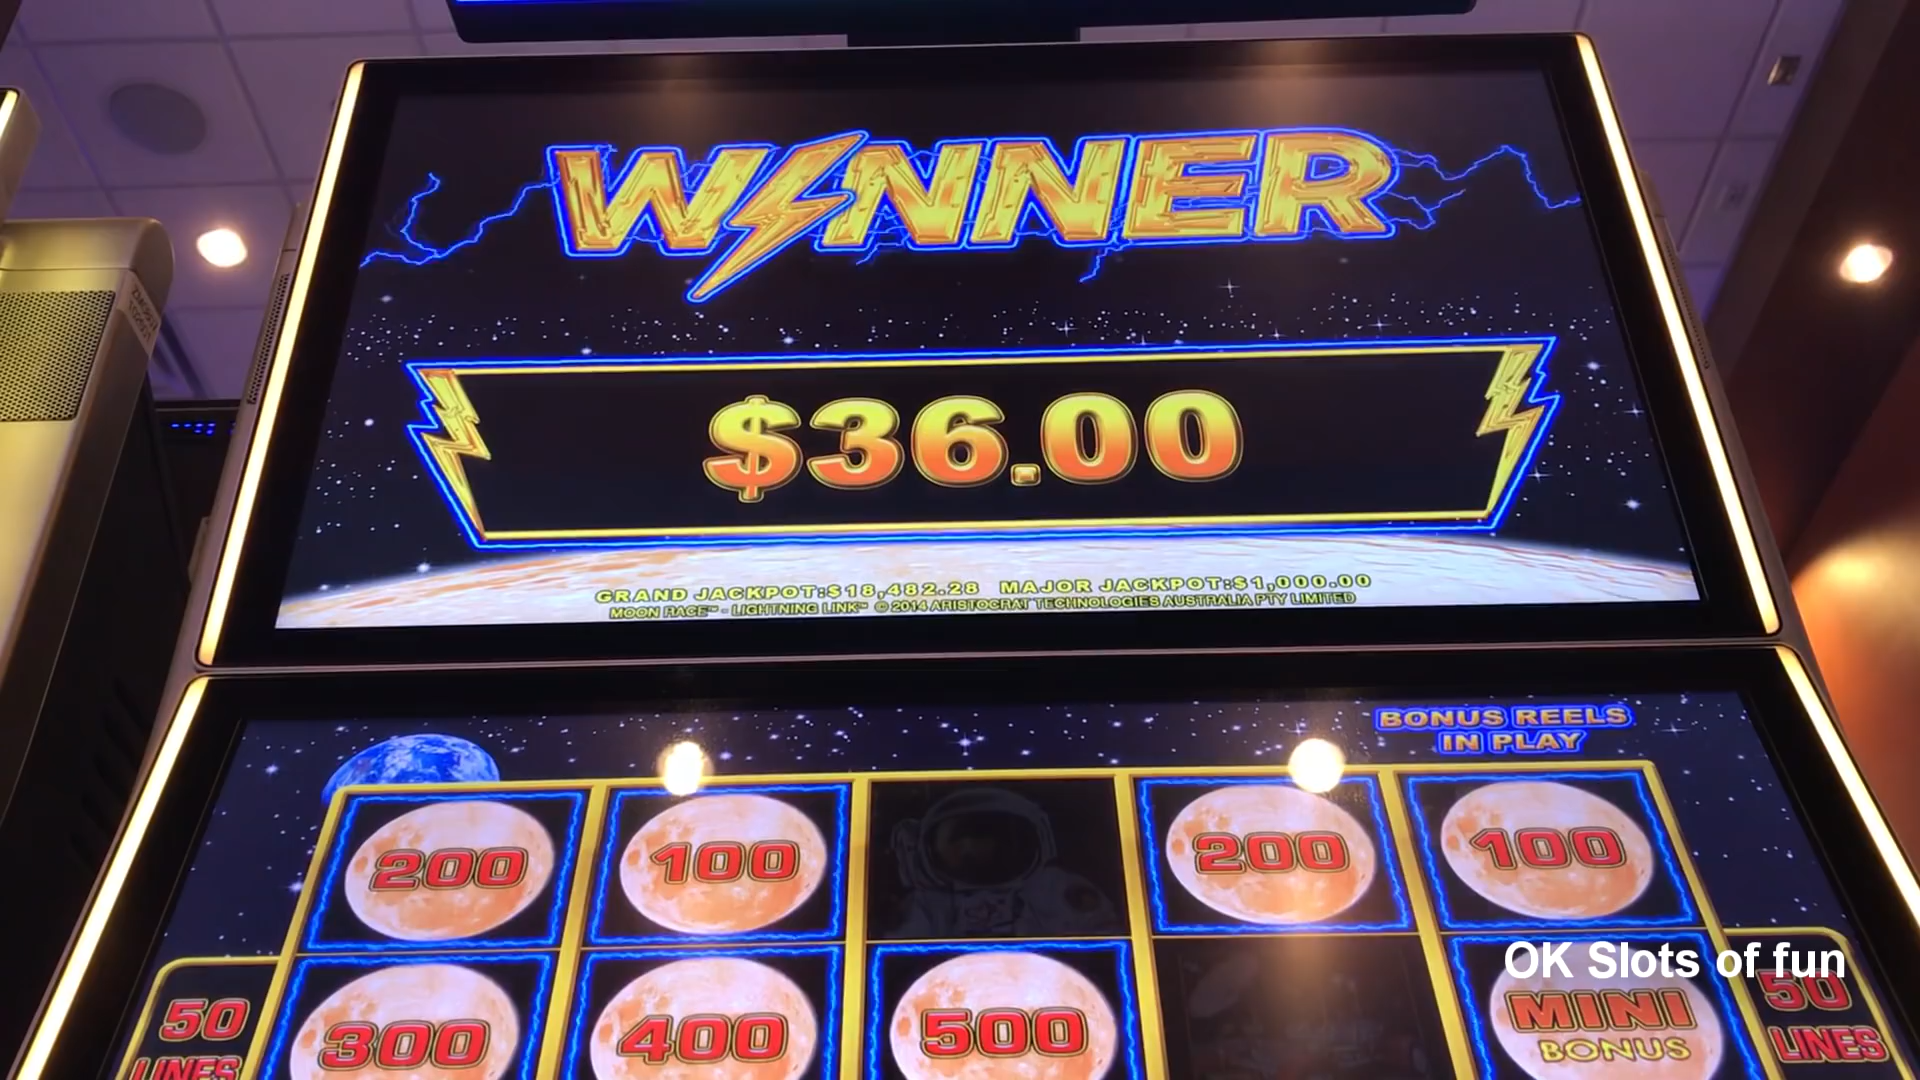 WINNER
$36.00
GRAND JACKPOT:$18,482.28 MAJOR JACKPOT:$1,000.00
MOON RACE™ - LIGHTNING LINK™ © 2014 ARISTOCRAT TECHNOLOGIES AUSTRALIA PTY LIMITED
BONUS REELS
IN PLAY
200 100 200 100
OK Slots of fun
50
LINES
300 400 500
MINI
BONUS
50
LINES